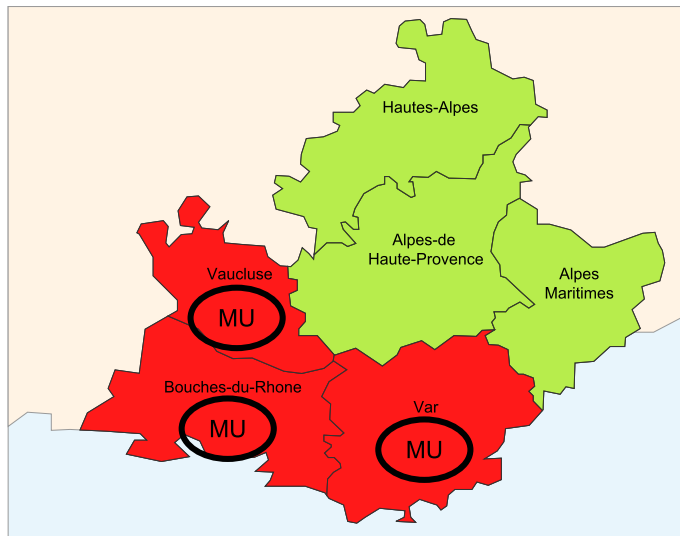 Hautes-Alpes
Alpes-de
Haute-Provence
Alpes
Maritimes
Vaucluse
MU
Bouches-du-Rhone
MU
Var
MU